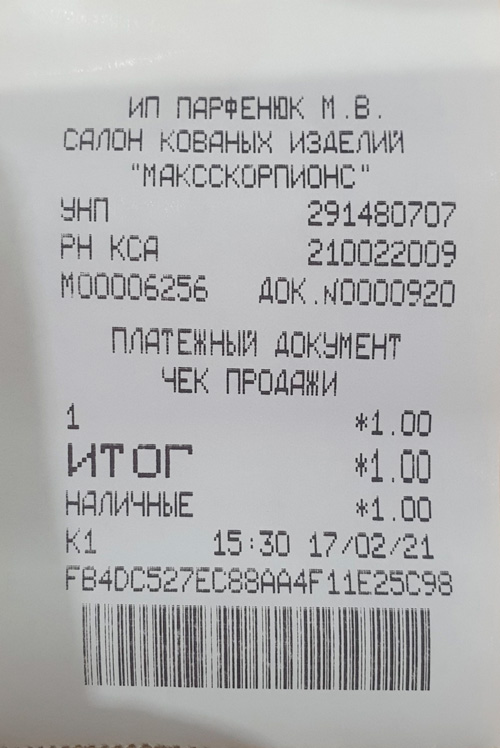 ИП ПАРФЕНЮК М.В.
САЛОН КОВАНЫХ ИЗДЕЛИЙ
"МАКССКОРПИОНС"
УНП 291480707
РН КСА 210022009
М00006256 ДОК.N0000920
ПЛАТЕЖНЫЙ ДОКУМЕНТ
ЧЕК ПРОДАЖИ
1 *1.00
ИТОГ *1.00
НАЛИЧНЫЕ *1.00
К1 15:30 17/02/21
FB4DC527EC88AA4F11E25C98